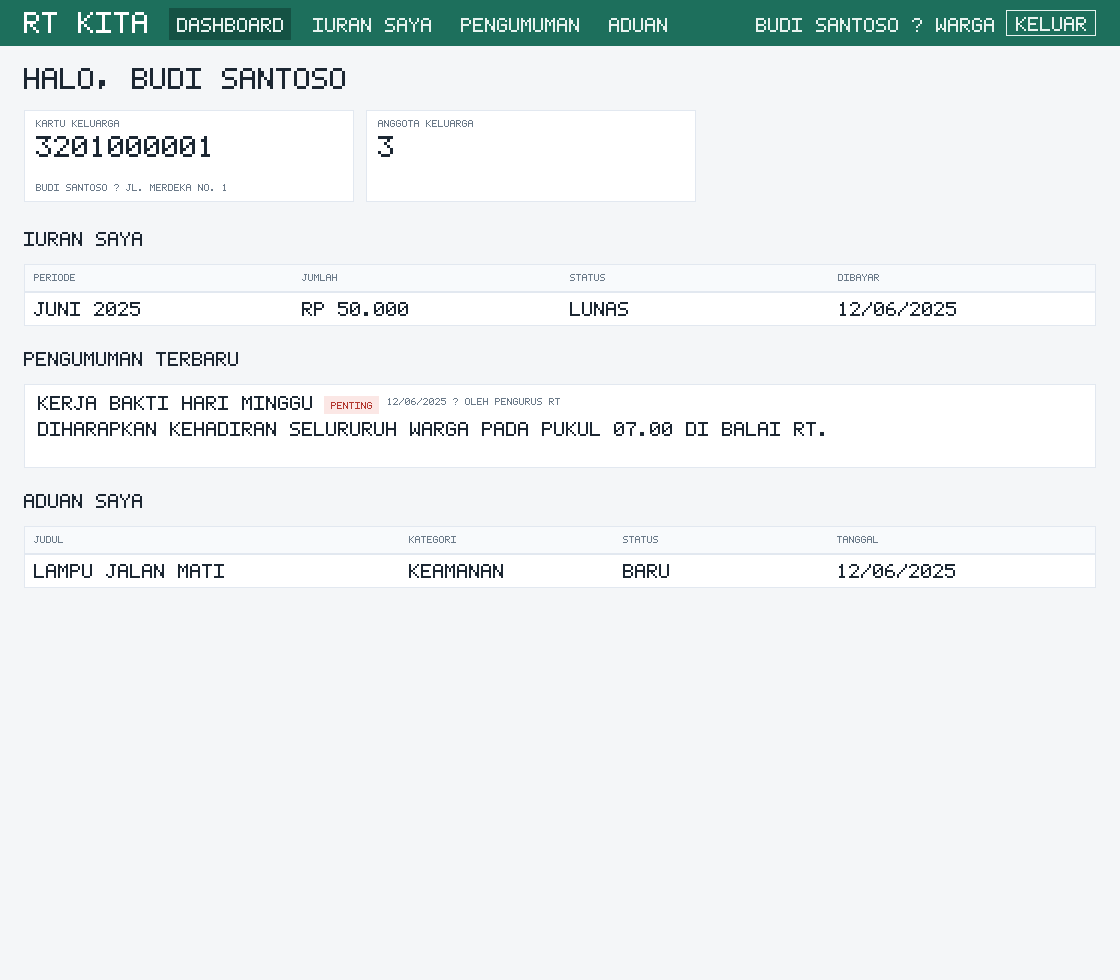 RT KITA DASHBOARD IURAN SAYA PENGUMUMAN ADUAN BUDI SANTOSO ? WARGA KELUAR
HALO, BUDI SANTOSO
KARTU KELUARGA ANGGOTA KELUARGA
3201000001 3
BUDI SANTOSO ? JL. MERDEKA NO. 1
IURAN SAYA
PERIODE JUMLAH STATUS DIBAYAR
JUNI 2025 RP 50.000 LUNAS 12/06/2025
PENGUMUMAN TERBARU
KERJA BAKTI HARI MINGGU PENTING 12/06/2025 ? OLEH PENGURUS RT
DIHARAPKAN KEHADIRAN SELURURUH WARGA PADA PUKUL 07.00 DI BALAI RT.
ADUAN SAYA
JUDUL KATEGORI STATUS TANGGAL
LAMPU JALAN MATI KEAMANAN BARU 12/06/2025